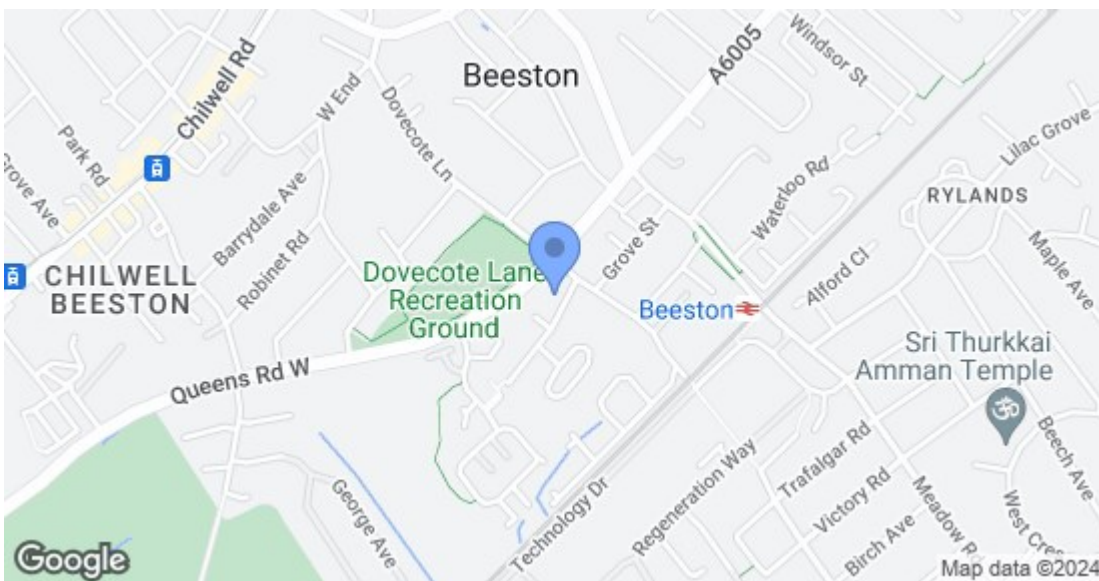 Chilwell Rd
W End
Beeston
A6005
Windsor St
Park Rd
Dovecote Ln
Lilac Grove
Grove Ave
Barrydale Ave
Waterloo Rd
RYLANDS
Robinet Rd
Grove St
Maple Ave
CHILWELL
BEESTON
Dovecote Lane
Recreation
Ground
Alford Cl
Beeston
Queens Rd W
Sri Thurkkai
Amman Temple
Beech Ave
George Ave
Technology Dr
Regeneration Way
Trafalgar Rd
Victory Rd
Birch Ave
Meadow Rd
West Cres
Google
Map data ©2024